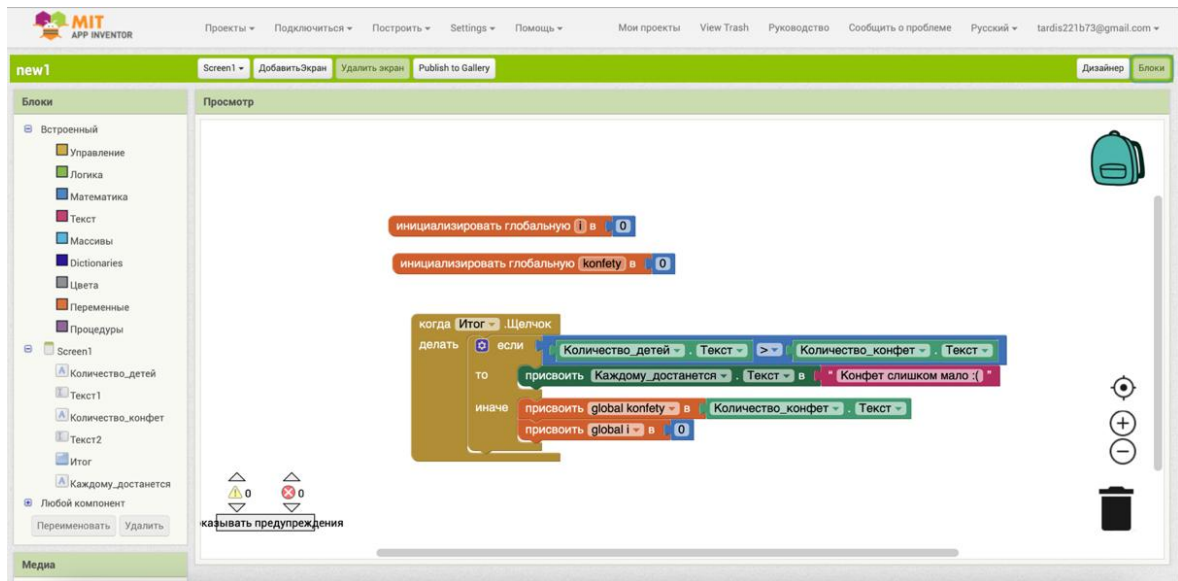 MIT
APP INVENTOR
Проекты Подключиться Построить Settings Помощь Мои проекты View Trash Руководство Сообщить о проблеме Русский tardis221b73@gmail.com
new1
Screen1 ДобавитьЭкран Удалить экран Publish to Gallery Дизайнер Блоки
Блоки
Просмотр
Встроенный
Управление
Логика
Математика
Текст
Массивы
Dictionaries
Цвета
Переменные
Процедуры
Screen1
Количество_детей
Текст1
Количество_конфет
Текст2
Итог
Каждому_достанется
Любой компонент
Переименовать Удалить
Медиа
инициализировать глобальную i в 0
инициализировать глобальную konfety в 0
когда Итог .Щелчок
делать если Количество_детей . Текст > Количество_конфет . Текст
то присвоить Каждому_достанется . Текст в " Конфет слишком мало :( "
иначе присвоить global konfety в Количество_конфет . Текст
присвоить global i в 0
0 0
казывать предупреждения